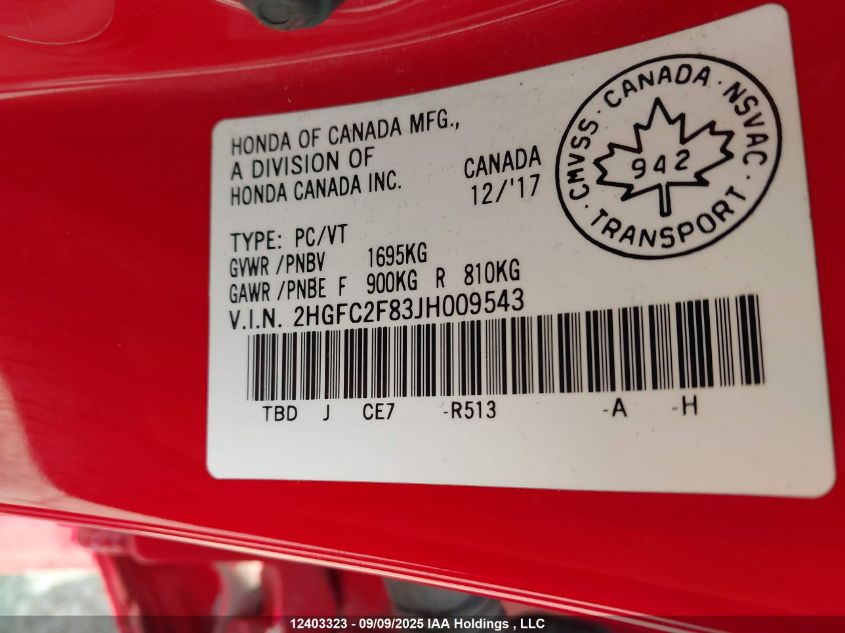 HONDA OF CANADA MFG.,
A DIVISION OF
HONDA CANADA INC.
CANADA
12/'17
CMVSS · CANADA · NSVAC
942
· TRANSPORT ·
TYPE: PC/VT
GVWR /PNBV 1695KG
GAWR /PNBE F 900KG R 810KG
V.I.N. 2HGFC2F83JH009543
TBD J CE7 -R513 -A -H
12403323 - 09/09/2025 IAA Holdings , LLC